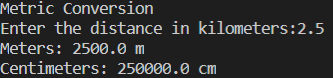 Metric Conversion
Enter the distance in kilometers:2.5
Meters: 2500.0 m
Centimeters: 250000.0 cm